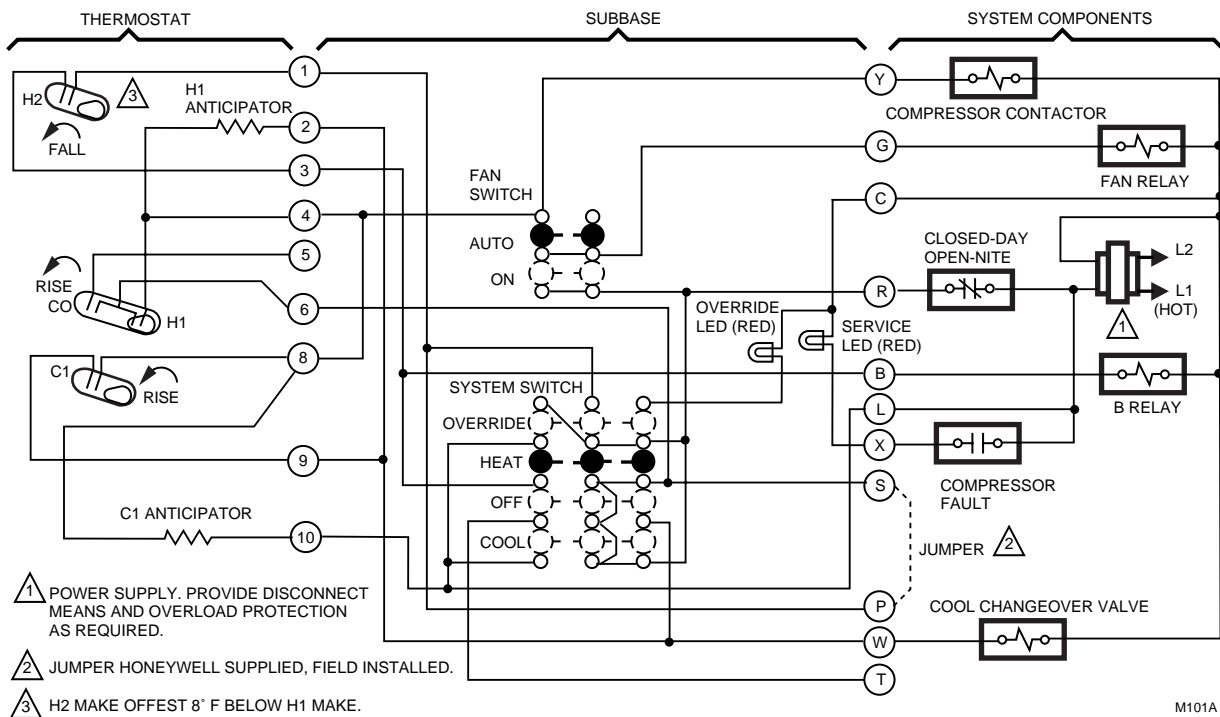 THERMOSTAT
SUBBASE
SYSTEM COMPONENTS
H2
3
FALL
H1
ANTICIPATOR
1
2
3
4
5
6
8
9
10
RISE
CO
H1
C1
RISE
C1 ANTICIPATOR
FAN
SWITCH
AUTO
ON
SYSTEM SWITCH
OVERRIDE
HEAT
OFF
COOL
OVERRIDE
LED (RED)
SERVICE
LED (RED)
Y
G
C
R
B
L
X
S
P
W
T
COMPRESSOR CONTACTOR
FAN RELAY
CLOSED-DAY
OPEN-NITE
L2
L1
(HOT)
1
B RELAY
COMPRESSOR
FAULT
JUMPER 2
COOL CHANGEOVER VALVE
1 POWER SUPPLY. PROVIDE DISCONNECT
MEANS AND OVERLOAD PROTECTION
AS REQUIRED.
2 JUMPER HONEYWELL SUPPLIED, FIELD INSTALLED.
3 H2 MAKE OFFEST 8° F BELOW H1 MAKE.
M101A